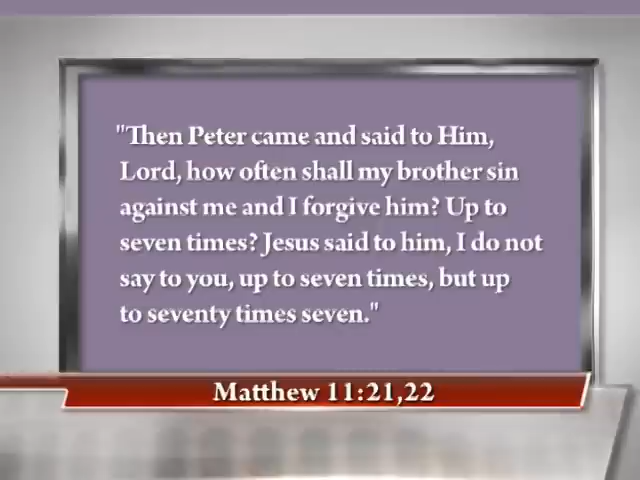 "Then Peter came and said to Him,
Lord, how often shall my brother sin
against me and I forgive him? Up to
seven times? Jesus said to him, I do not
say to you, up to seven times, but up
to seventy times seven."
Matthew 11:21,22